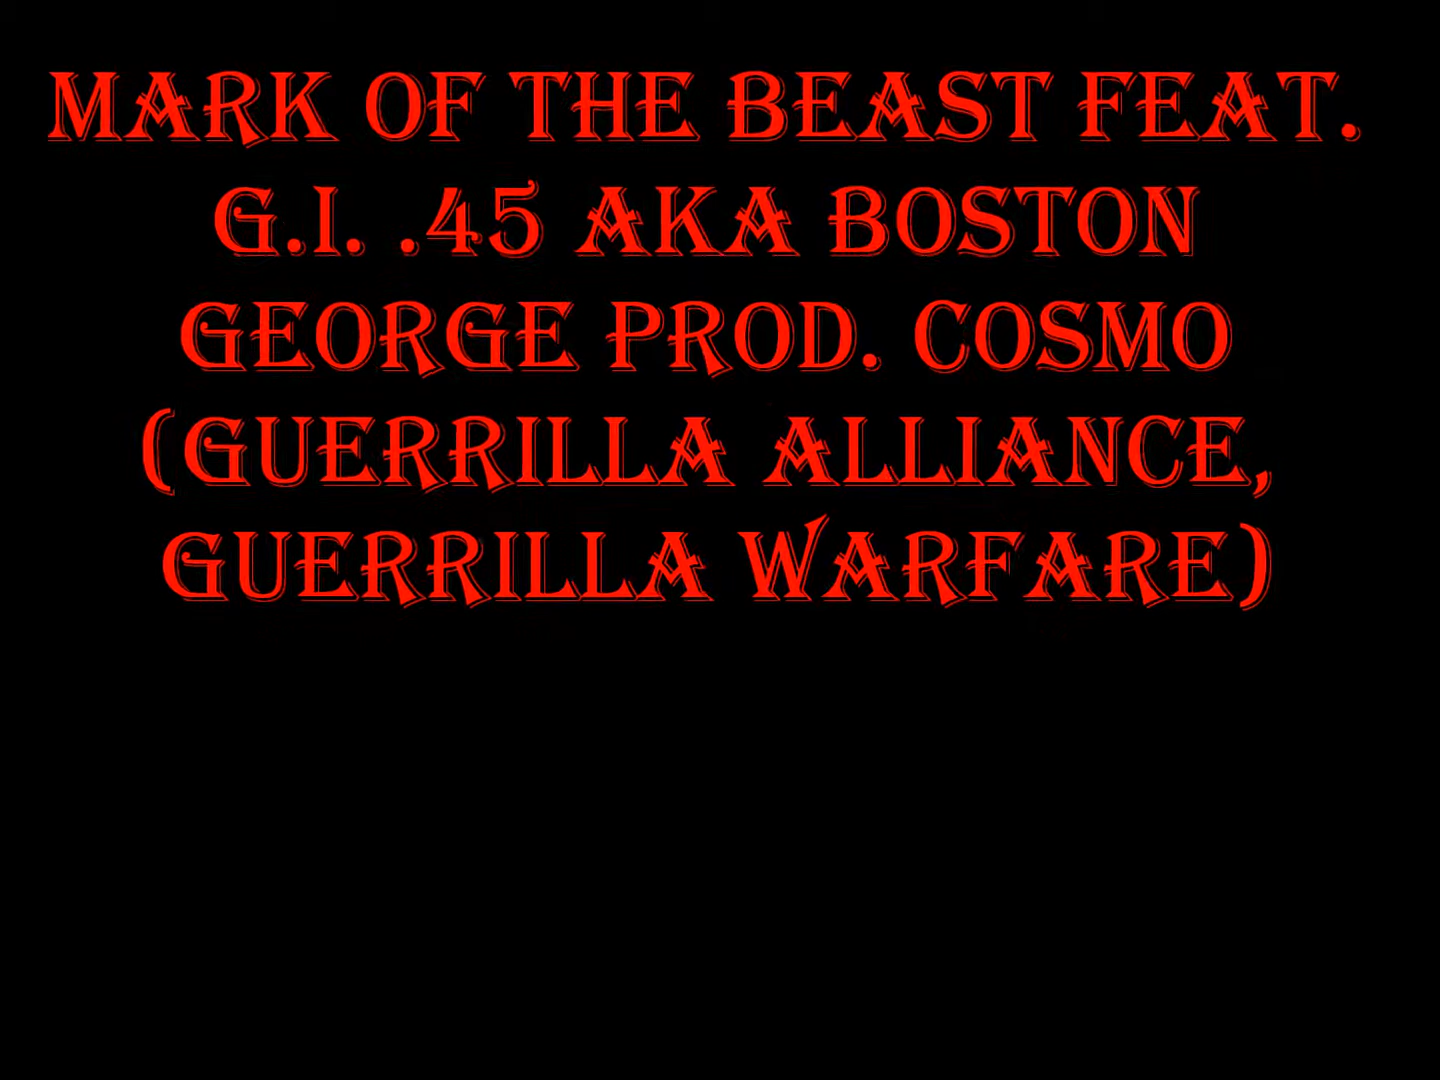 MARK OF THE BEAST FEAT.
G.I. .45 AKA BOSTON
GEORGE PROD. COSMO
(GUERRILLA ALLIANCE,
GUERRILLA WARFARE)